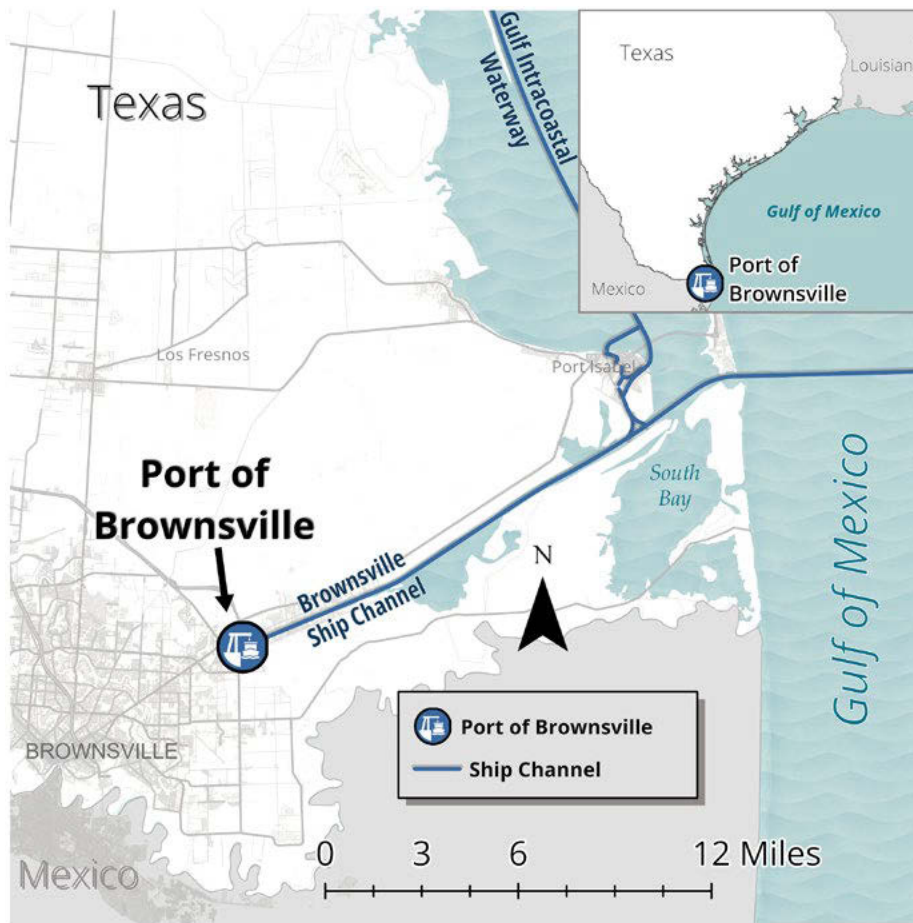 Texas
Gulf Intracoastal
Waterway
Texas
Louisian
Gulf of Mexico
Mexico
Port of
Brownsville
Los Fresnos
Port Isabel
Port of
Brownsville
South
Bay
Gulf of Mexico
Brownsville
Ship Channel
N
Port of Brownsville
Ship Channel
BROWNSVILLE
Mexico
0 3 6 12 Miles